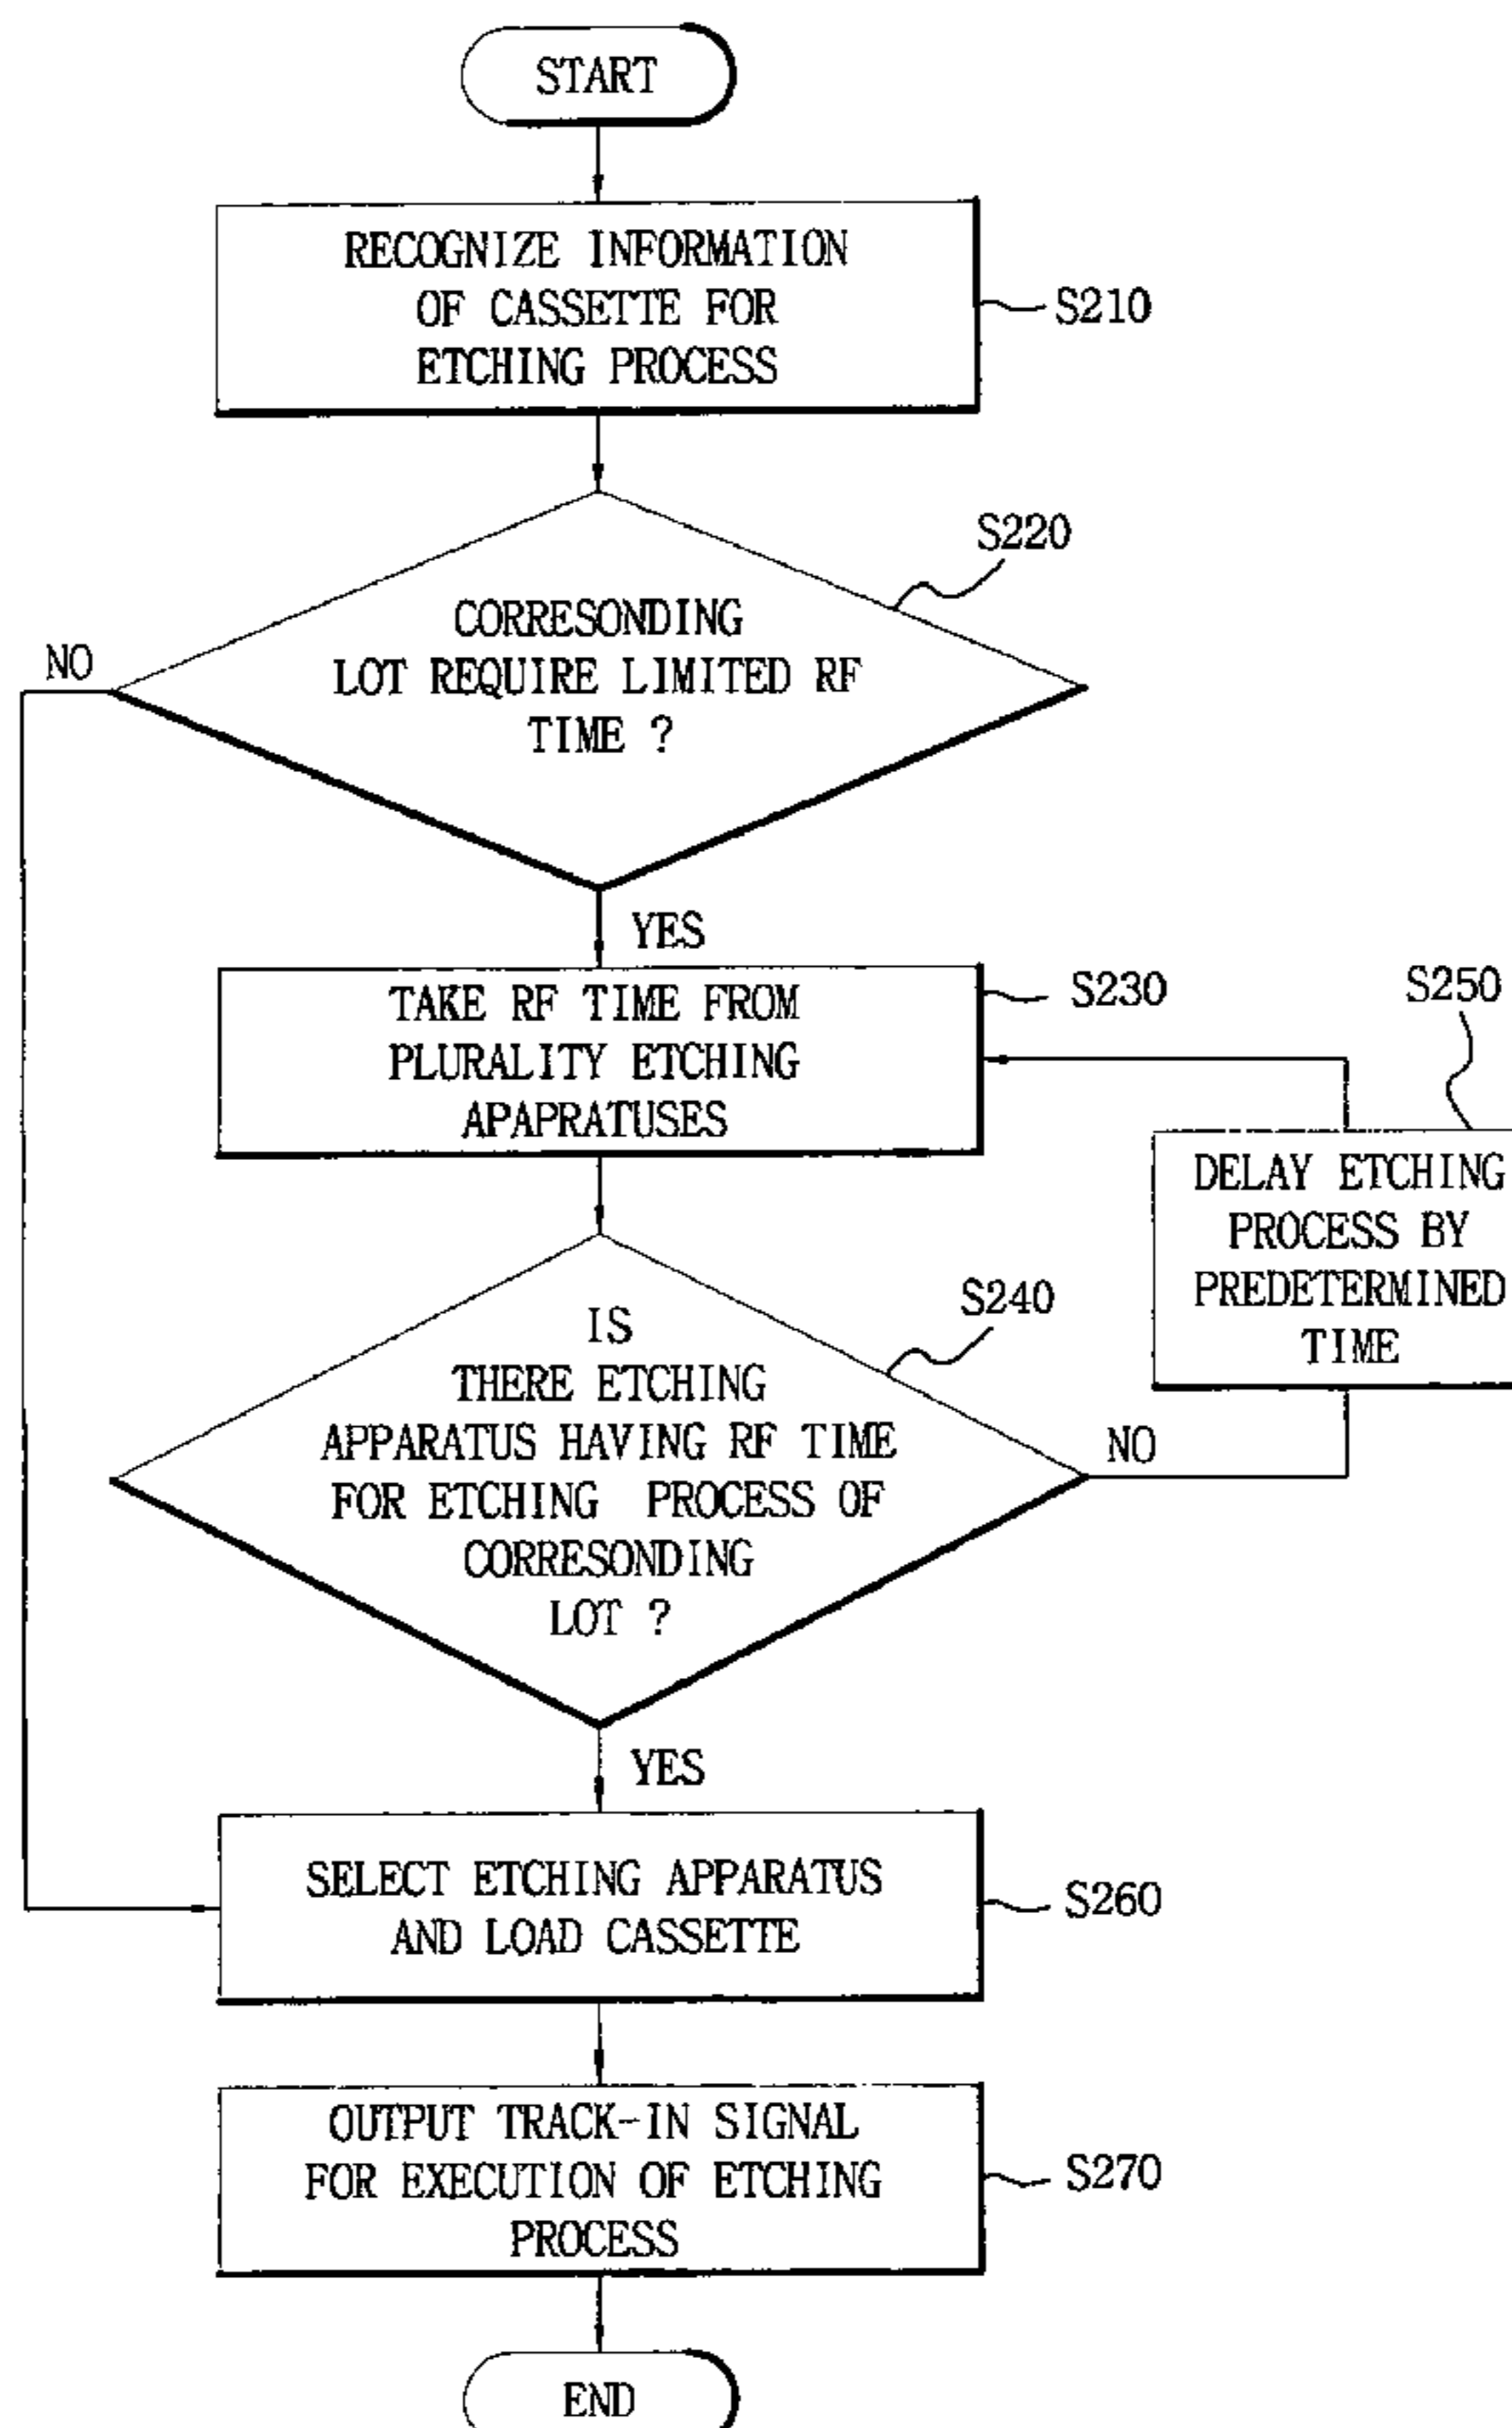 START
RECOGNIZE INFORMATION
OF CASSETTE FOR
ETCHING PROCESS
S210
S220
CORRESONDING
LOT REQUIRE LIMITED RF
TIME ?
NO
YES
TAKE RF TIME FROM
PLURALITY ETCHING
APAPRATUSES
S230
S250
DELAY ETCHING
PROCESS BY
PREDETERMINED
TIME
S240
IS
THERE ETCHING
APPARATUS HAVING RF TIME
FOR ETCHING PROCESS OF
CORRESONDING
LOT ?
NO
YES
SELECT ETCHING APPARATUS
AND LOAD CASSETTE
S260
OUTPUT TRACK-IN SIGNAL
FOR EXECUTION OF ETCHING
PROCESS
S270
END